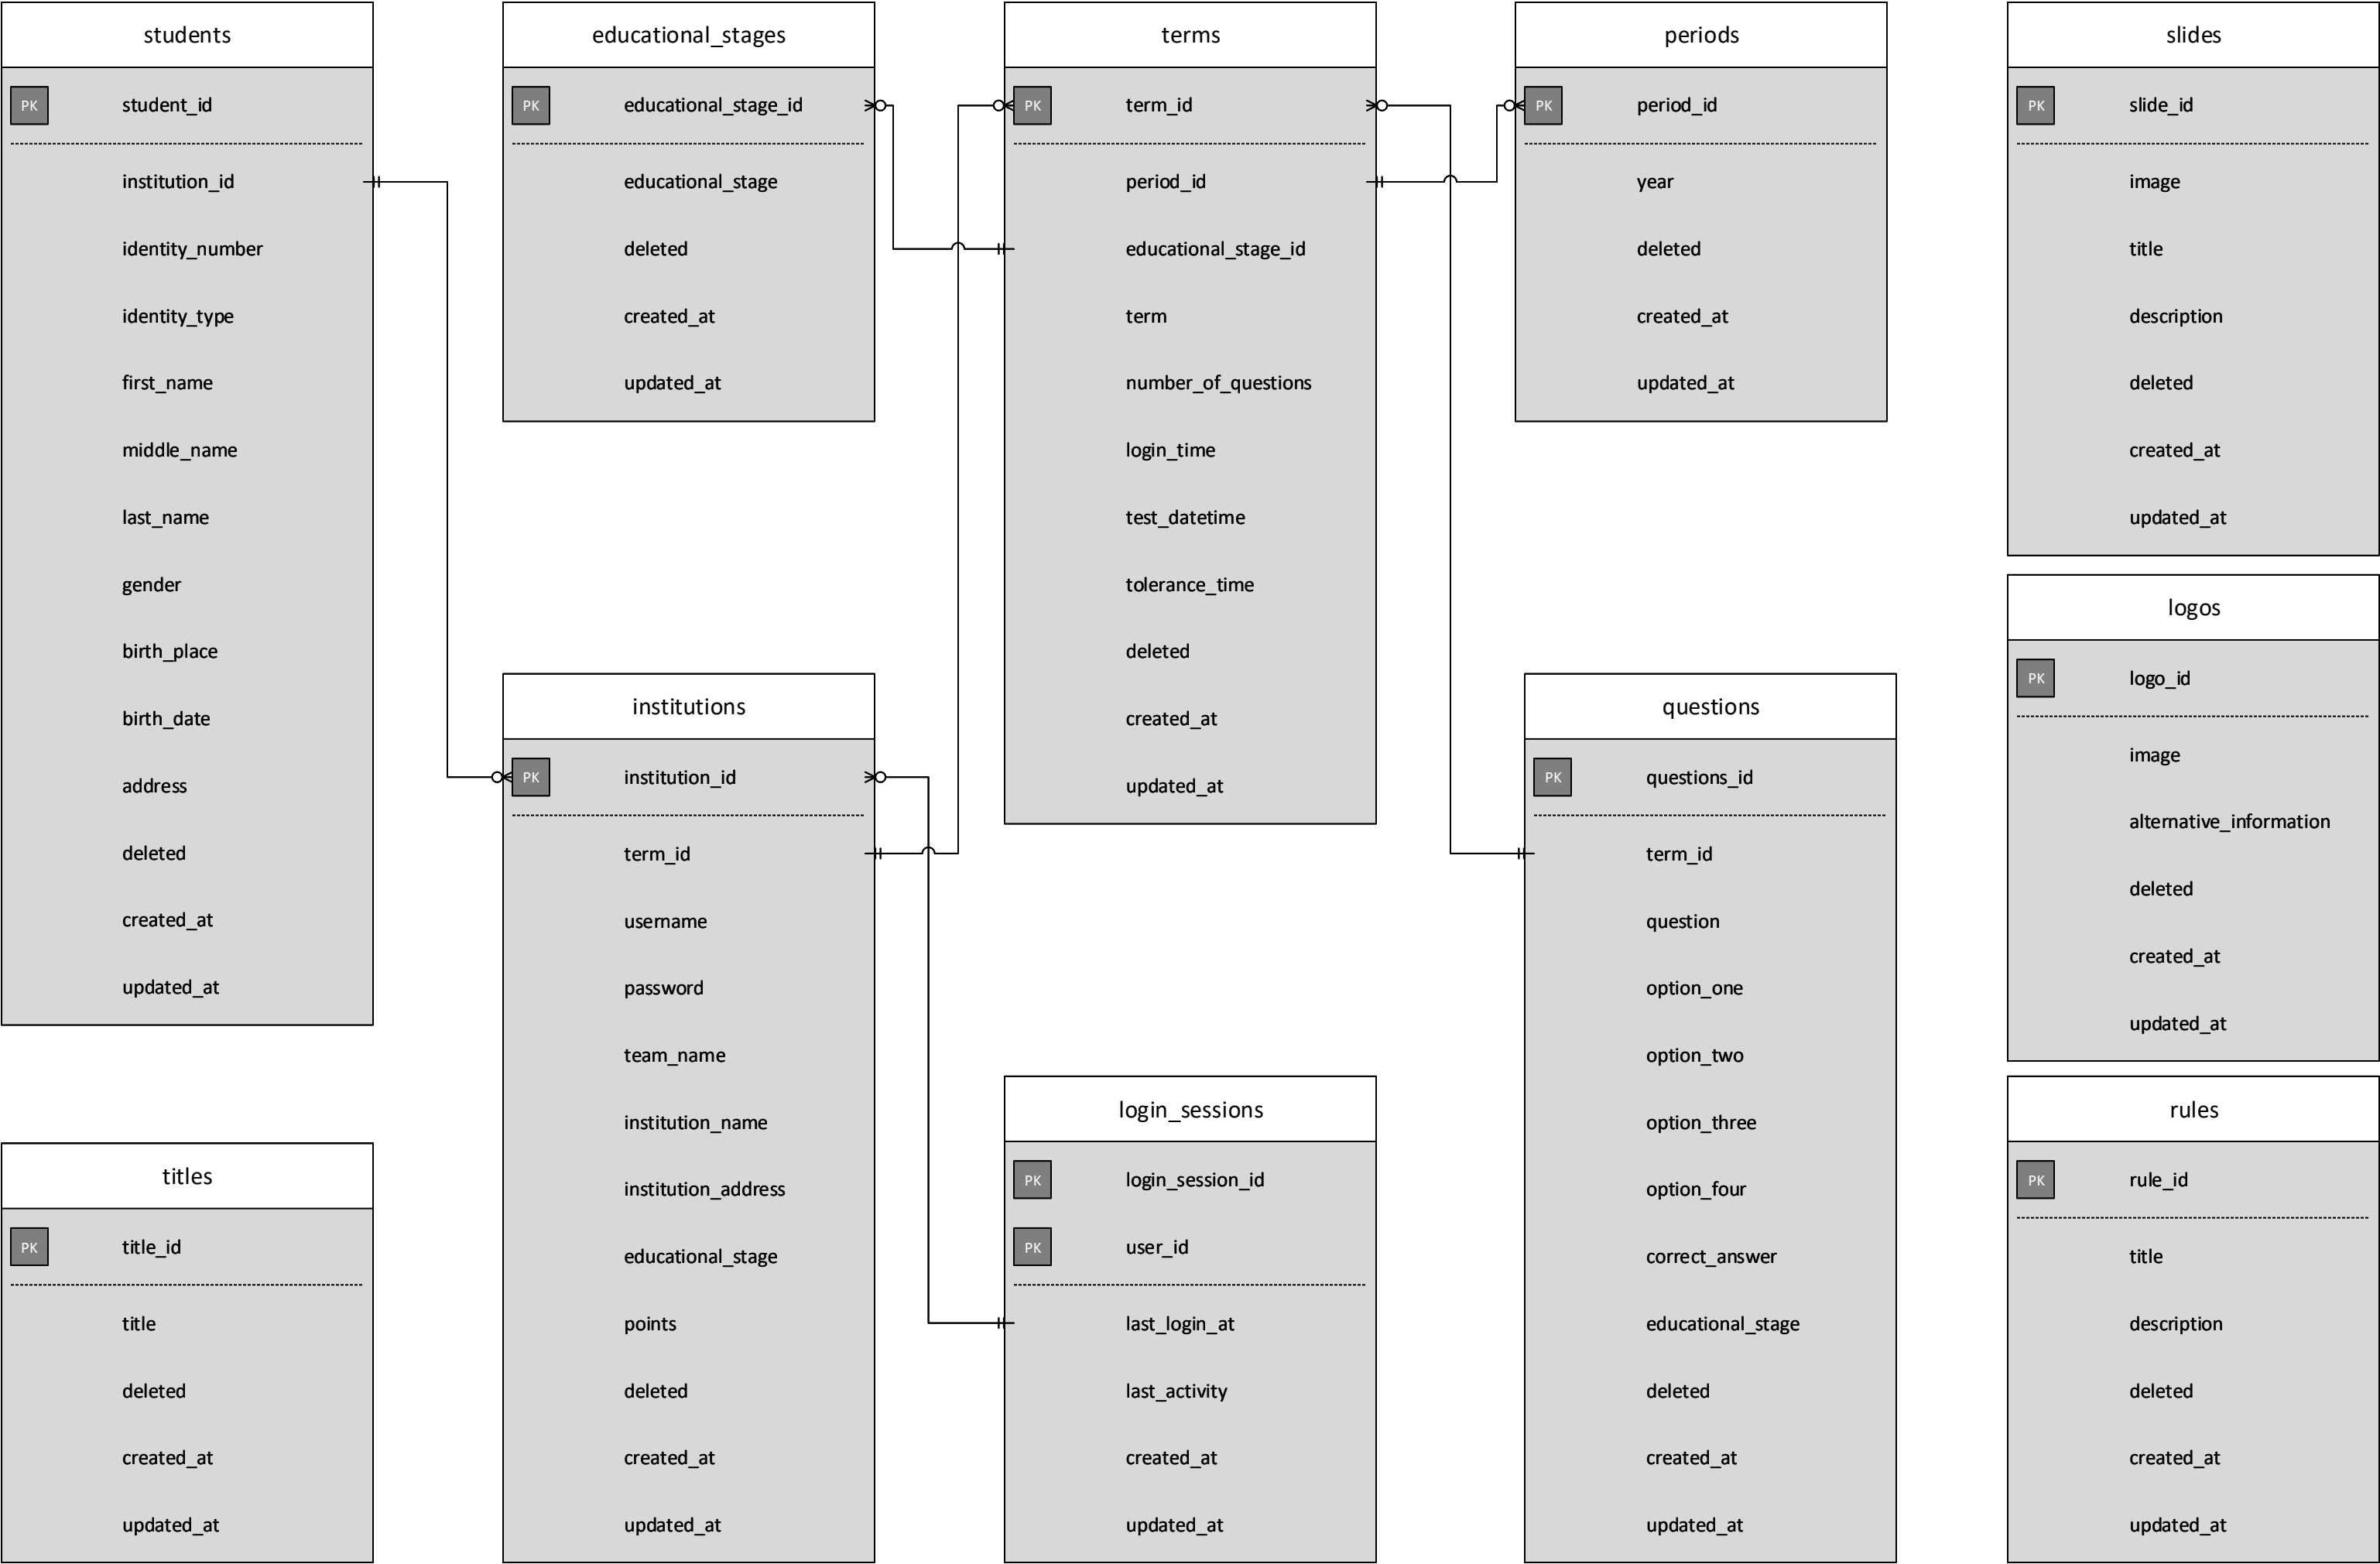 students
PK student_id
institution_id
identity_number
identity_type
first_name
middle_name
last_name
gender
birth_place
birth_date
address
deleted
created_at
updated_at
titles
PK title_id
title
deleted
created_at
updated_at
educational_stages
PK educational_stage_id
educational_stage
deleted
created_at
updated_at
institutions
PK institution_id
term_id
username
password
team_name
institution_name
institution_address
educational_stage
points
deleted
created_at
updated_at
terms
PK term_id
period_id
educational_stage_id
term
number_of_questions
login_time
test_datetime
tolerance_time
deleted
created_at
updated_at
login_sessions
PK login_session_id
PK user_id
last_login_at
last_activity
created_at
updated_at
periods
PK period_id
year
deleted
created_at
updated_at
questions
PK questions_id
term_id
question
option_one
option_two
option_three
option_four
correct_answer
educational_stage
deleted
created_at
updated_at
slides
PK slide_id
image
title
description
deleted
created_at
updated_at
logos
PK logo_id
image
alternative_information
deleted
created_at
updated_at
rules
PK rule_id
title
description
deleted
created_at
updated_at